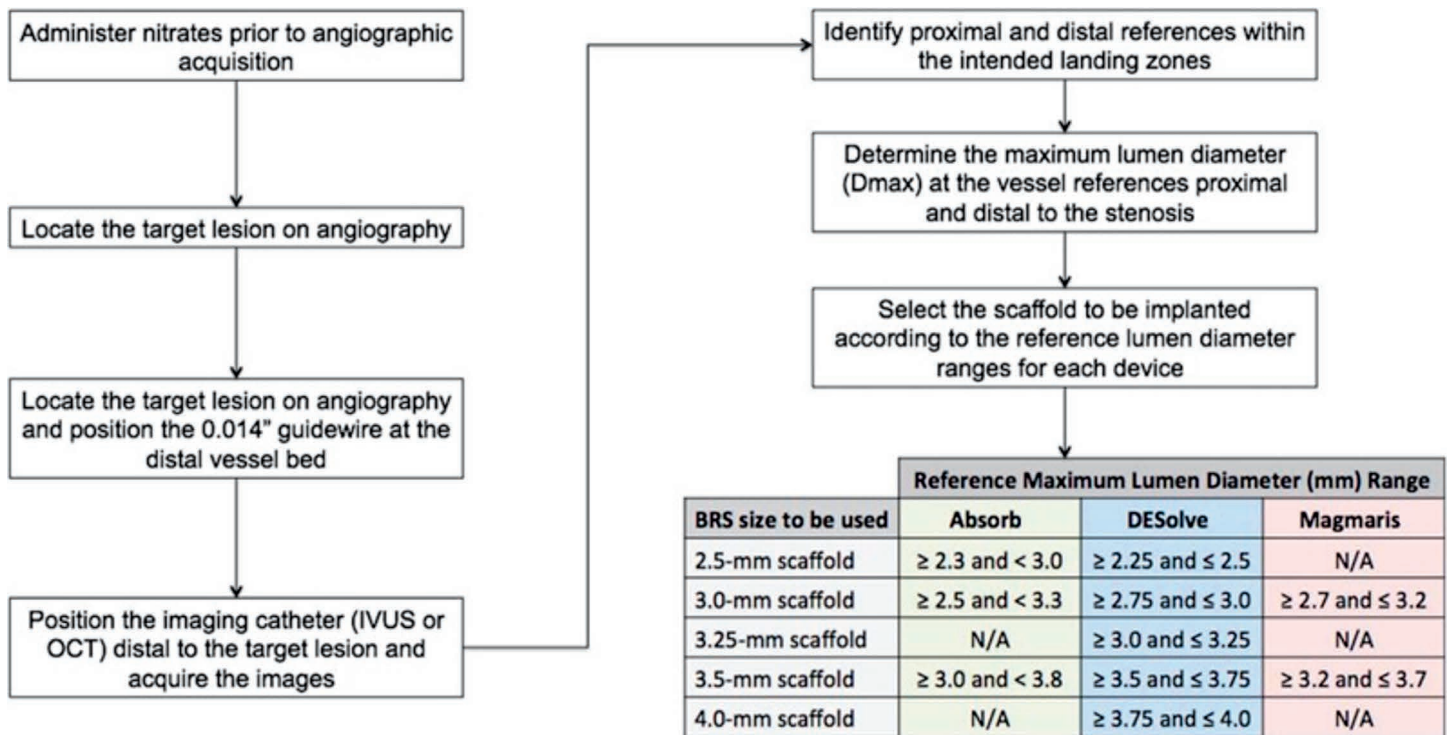 Administer nitrates prior to angiographic
acquisition
Locate the target lesion on angiography
Locate the target lesion on angiography
and position the 0.014” guidewire at the
distal vessel bed
Position the imaging catheter (IVUS or
OCT) distal to the target lesion and
acquire the images
Identify proximal and distal references within
the intended landing zones
Determine the maximum lumen diameter
(Dmax) at the vessel references proximal
and distal to the stenosis
Select the scaffold to be implanted
according to the reference lumen diameter
ranges for each device
Reference Maximum Lumen Diameter (mm) Range
BRS size to be used Absorb DESolve Magmaris
2.5-mm scaffold ≥ 2.3 and < 3.0 ≥ 2.25 and ≤ 2.5 N/A
3.0-mm scaffold ≥ 2.5 and < 3.3 ≥ 2.75 and ≤ 3.0 ≥ 2.7 and ≤ 3.2
3.25-mm scaffold N/A ≥ 3.0 and ≤ 3.25 N/A
3.5-mm scaffold ≥ 3.0 and < 3.8 ≥ 3.5 and ≤ 3.75 ≥ 3.2 and ≤ 3.7
4.0-mm scaffold N/A ≥ 3.75 and ≤ 4.0 N/A